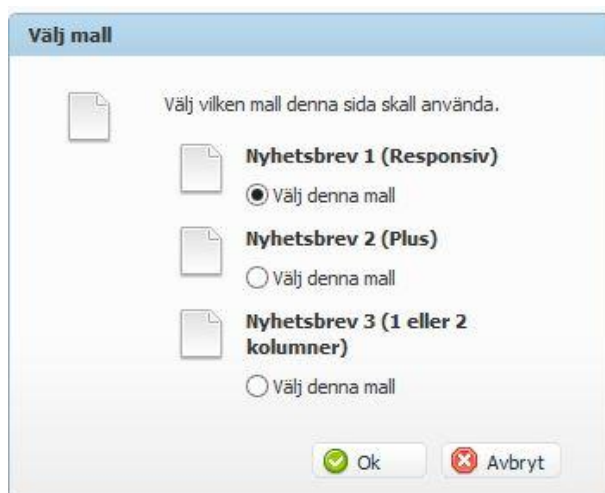 Välj mall
Välj vilken mall denna sida skall använda.
Nyhetsbrev 1 (Responsiv)
Välj denna mall
Nyhetsbrev 2 (Plus)
Välj denna mall
Nyhetsbrev 3 (1 eller 2
kolumner)
Välj denna mall
Ok Avbryt